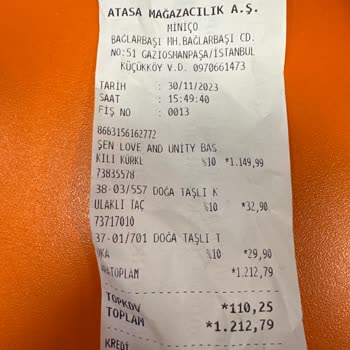 ATASA MAĞAZACILIK A.Ş.
MİNİÇO
BAĞLARBAŞI MH.BAĞLARBAŞI CD.
NO:51 GAZİOSMANPAŞA/İSTANBUL
KÜÇÜKKÖY V.D. 0970661473
TARİH : 30/11/2023
SAAT : 15:49:40
FİŞ NO : 0013
8683156162772
ŞEN LOVE AND UNITY BAS
KILI KÜRKL %10 *1.149,99
73835578
38-03/557 DOĞA TAŞLI K
ULAKLI TAÇ %10 *32,90
73717010
37-01/701 DOĞA TAŞLI T
OKA %10 *29,90
ARATOPLAM *1.212,79
TOPKDV *110,25
TOPLAM *1.212,79
KREDİ